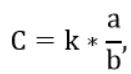 C = k * a/b,